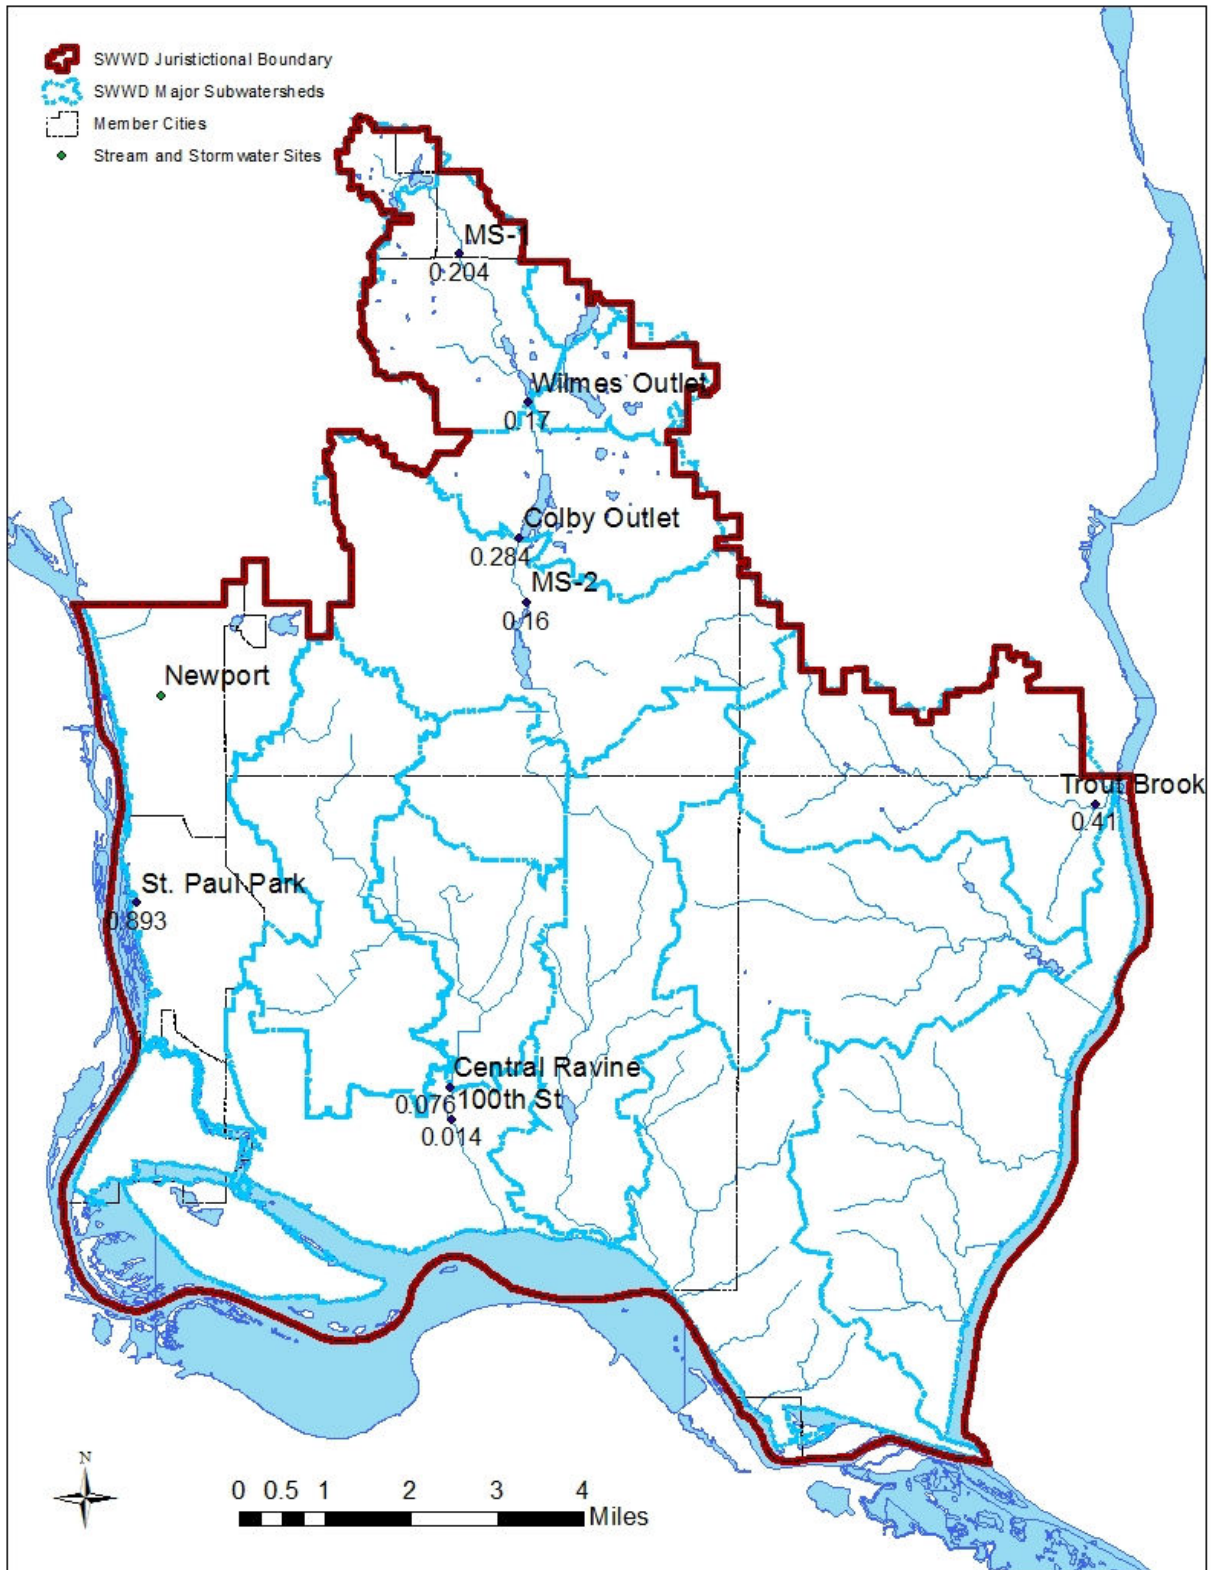 SWWD Juristictional Boundary
SWWD Major Subwatersheds
Member Cities
Stream and Stormwater Sites
MS-1
0.204
Wilmes Outlet
0.17
Colby Outlet
0.284
MS-2
0.16
Newport
Trout Brook
0.41
St. Paul Park
0.893
Central Ravine
0.076
100th St
0.014
N
0 0.5 1 2 3 4
Miles